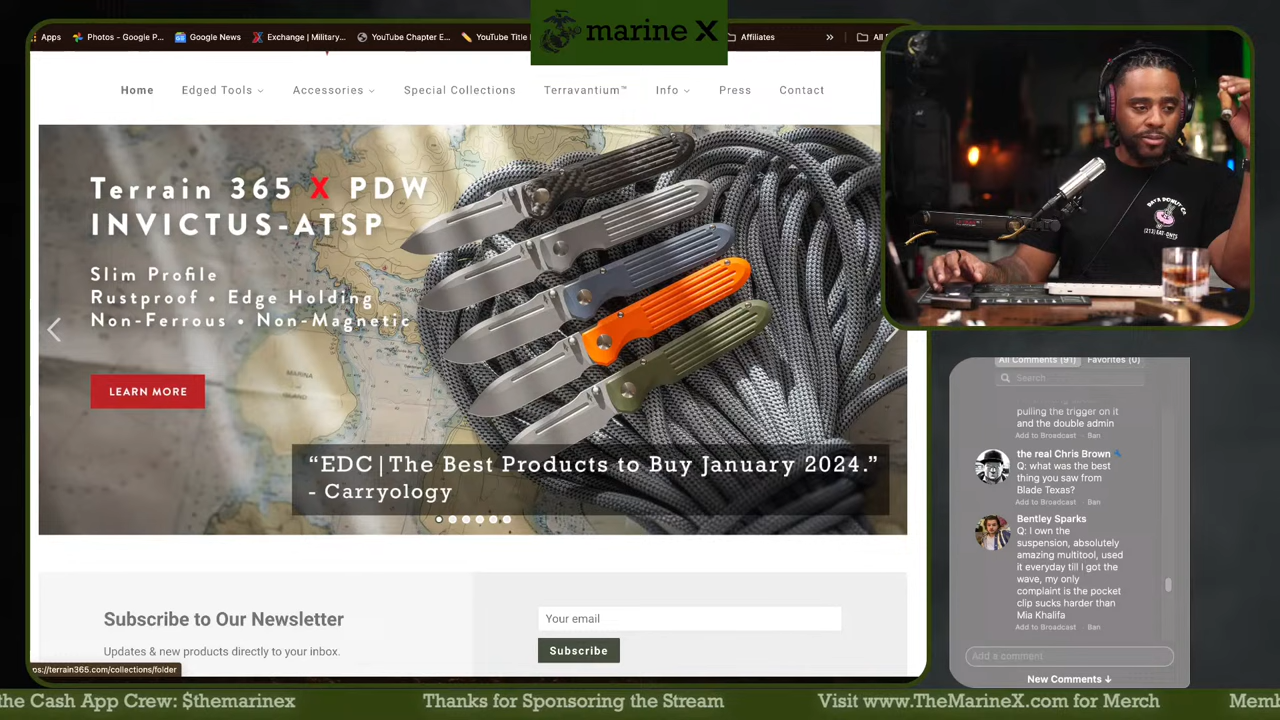 Apps
Photos - Google P...
Google News
Exchange | Military...
YouTube Chapter E...
YouTube Title
Affiliates
»
All
marine X
Home
Edged Tools
Accessories
Special Collections
Terravantium™
Info
Press
Contact
Terrain 365 X PDW
INVICTUS-ATSP
Slim Profile
Rustproof • Edge Holding
Non-Ferrous • Non-Magnetic
LEARN MORE
“EDC|The Best Products to Buy January 2024.”
- Carryology
Subscribe to Our Newsletter
Updates & new products directly to your inbox.
Your email
Subscribe
ps://terrain365.com/collections/folder
DAT'S DONUT CO
(213) EAT-DNTS
All Comments (91)
Favorites (0)
Search
pulling the trigger on it
and the double admin
Add to Broadcast · Ban
the real Chris Brown
Q: what was the best
thing you saw from
Blade Texas?
Add to Broadcast · Ban
Bentley Sparks
Q: I own the
suspension, absolutely
amazing multitool, used
it everyday till I got the
wave, my only
complaint is the pocket
clip sucks harder than
Mia Khalifa
Add to Broadcast · Ban
Add a comment
New Comments ↓
the Cash App Crew: $themarinex
Thanks for Sponsoring the Stream
Visit www.TheMarineX.com for Merch
Memb